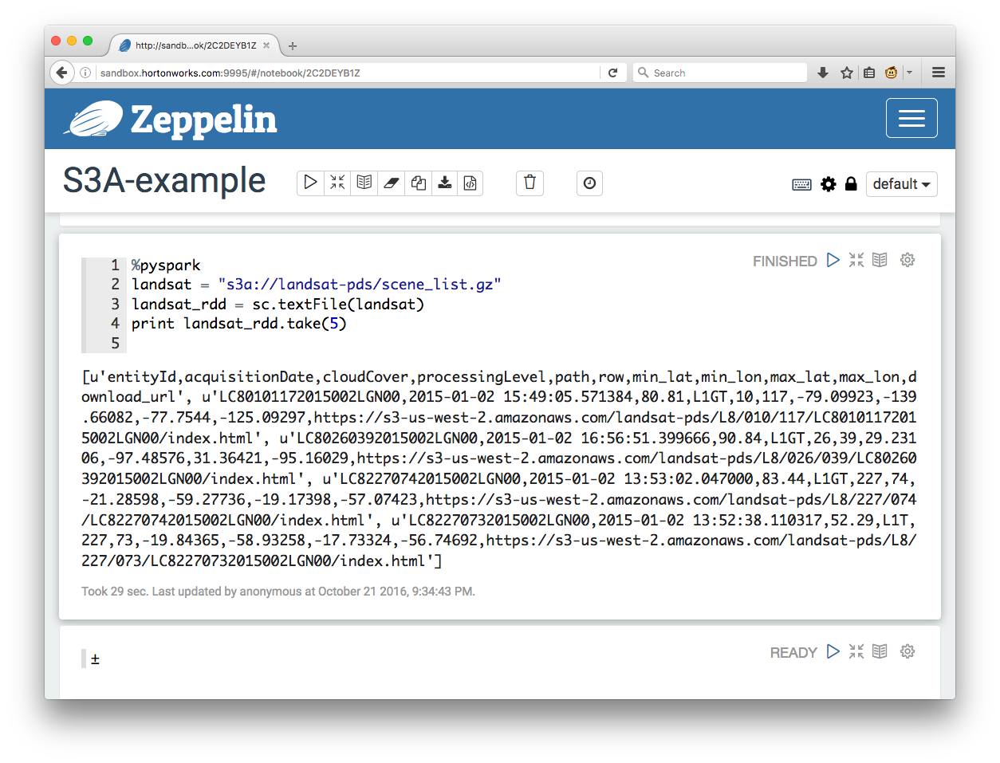 http://sandb...ok/2C2DEYB1Z
sandbox.hortonworks.com:9995/#/notebook/2C2DEYB1Z
Search
Zeppelin
S3A-example
default
FINISHED
1 %pyspark
2 landsat = "s3a://landsat-pds/scene_list.gz"
3 landsat_rdd = sc.textFile(landsat)
4 print landsat_rdd.take(5)
5
[u'entityId,acquisitionDate,cloudCover,processingLevel,path,row,min_lat,min_lon,max_lat,max_lon,d
ownload_url', u'LC80101172015002LGN00,2015-01-02 15:49:05.571384,80.81,L1GT,10,117,-79.09923,-139
.66082,-77.7544,-125.09297,https://s3-us-west-2.amazonaws.com/landsat-pds/L8/010/117/LC8010117201
5002LGN00/index.html', u'LC80260392015002LGN00,2015-01-02 16:56:51.399666,90.84,L1GT,26,39,29.231
06,-97.48576,31.36421,-95.16029,https://s3-us-west-2.amazonaws.com/landsat-pds/L8/026/039/LC80260
392015002LGN00/index.html', u'LC82270742015002LGN00,2015-01-02 13:53:02.047000,83.44,L1GT,227,74,
-21.28598,-59.27736,-19.17398,-57.07423,https://s3-us-west-2.amazonaws.com/landsat-pds/L8/227/074
/LC82270742015002LGN00/index.html', u'LC82270732015002LGN00,2015-01-02 13:52:38.110317,52.29,L1T,
227,73,-19.84365,-58.93258,-17.73324,-56.74692,https://s3-us-west-2.amazonaws.com/landsat-pds/L8/
227/073/LC82270732015002LGN00/index.html']
Took 29 sec. Last updated by anonymous at October 21 2016, 9:34:43 PM.
READY
±